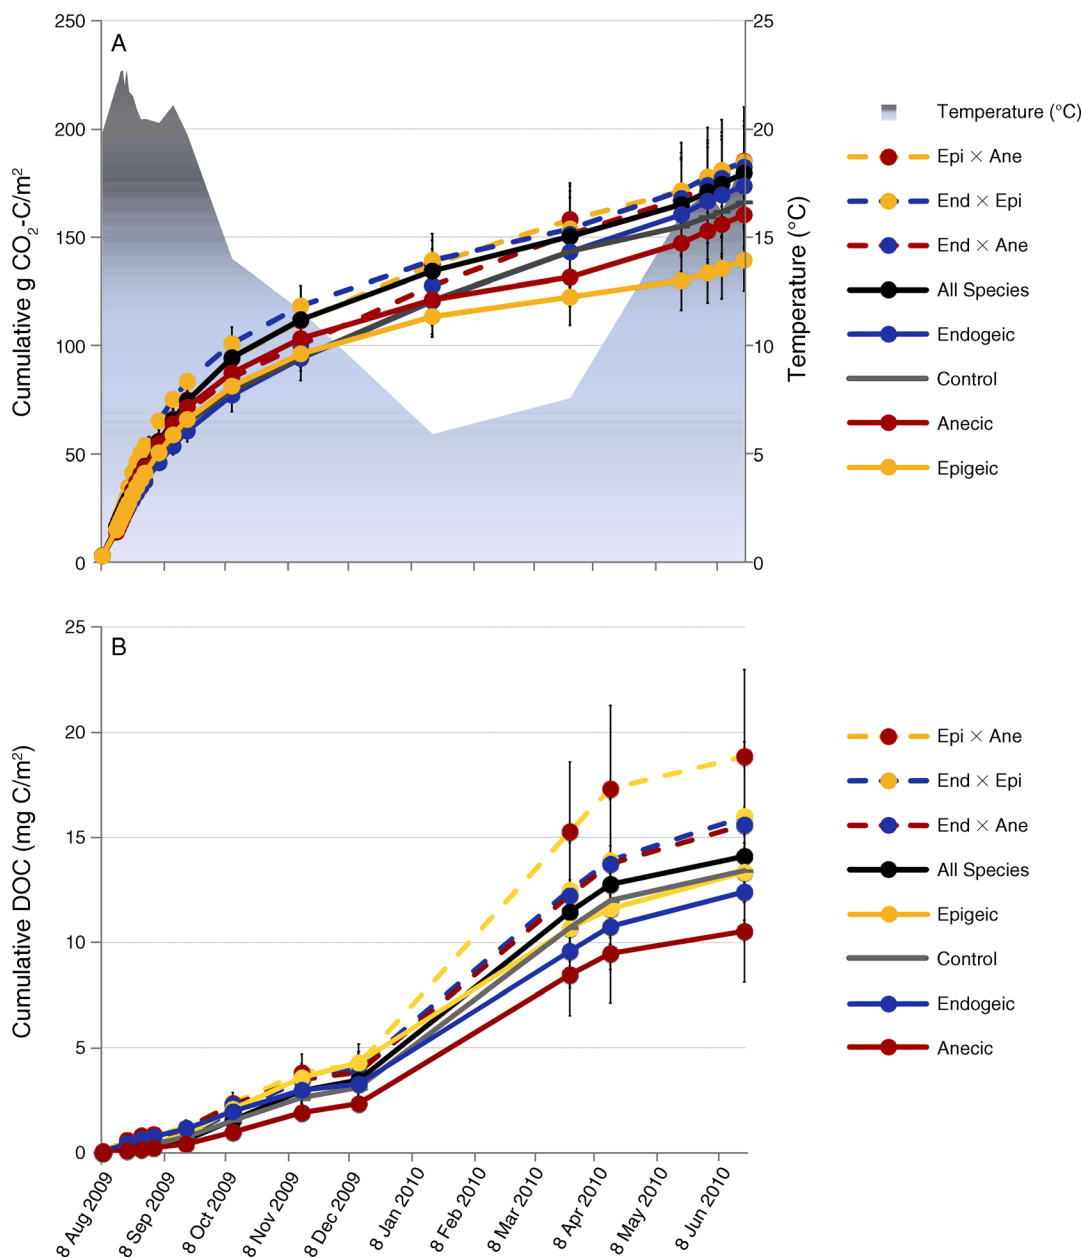 A
250
200
150
100
50
0
Cumulative g CO₂-C/m²
25
20
15
10
5
0
Temperature (°C)
Temperature (°C)
Epi × Ane
End × Epi
End × Ane
All Species
Endogeic
Control
Anecic
Epigeic
B
25
20
15
10
5
0
Cumulative DOC (mg C/m²)
8 Aug 2009
8 Sep 2009
8 Oct 2009
8 Nov 2009
8 Dec 2009
8 Jan 2010
8 Feb 2010
8 Mar 2010
8 Apr 2010
8 May 2010
8 Jun 2010
Epi × Ane
End × Epi
End × Ane
All Species
Epigeic
Control
Endogeic
Anecic